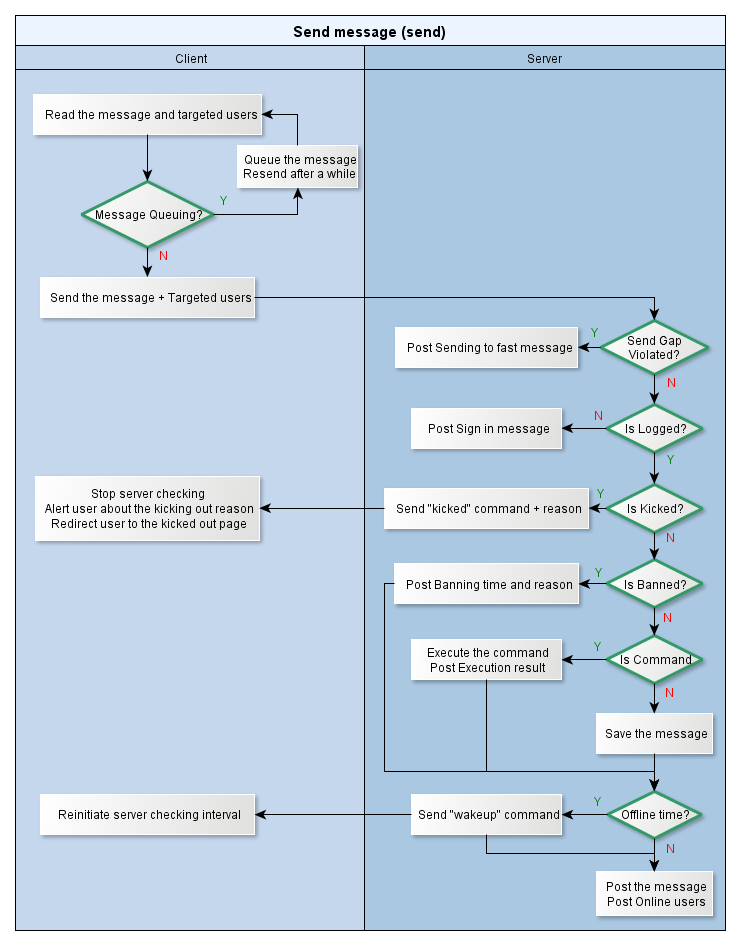 Send message (send)
Client
Server
Read the message and targeted users
Queue the message
Resend after a while
Message Queuing?
Y
N
Send the message + Targeted users
Send Gap
Violated?
Y
Post Sending to fast message
N
Is Logged?
N
Post Sign in message
Y
Is Kicked?
Y
Send "kicked" command + reason
Stop server checking
Alert user about the kicking out reason
Redirect user to the kicked out page
N
Is Banned?
Y
Post Banning time and reason
N
Is Command
Y
Execute the command
Post Execution result
N
Save the message
Offline time?
Y
Send "wakeup" command
Reinitiate server checking interval
N
Post the message
Post Online users